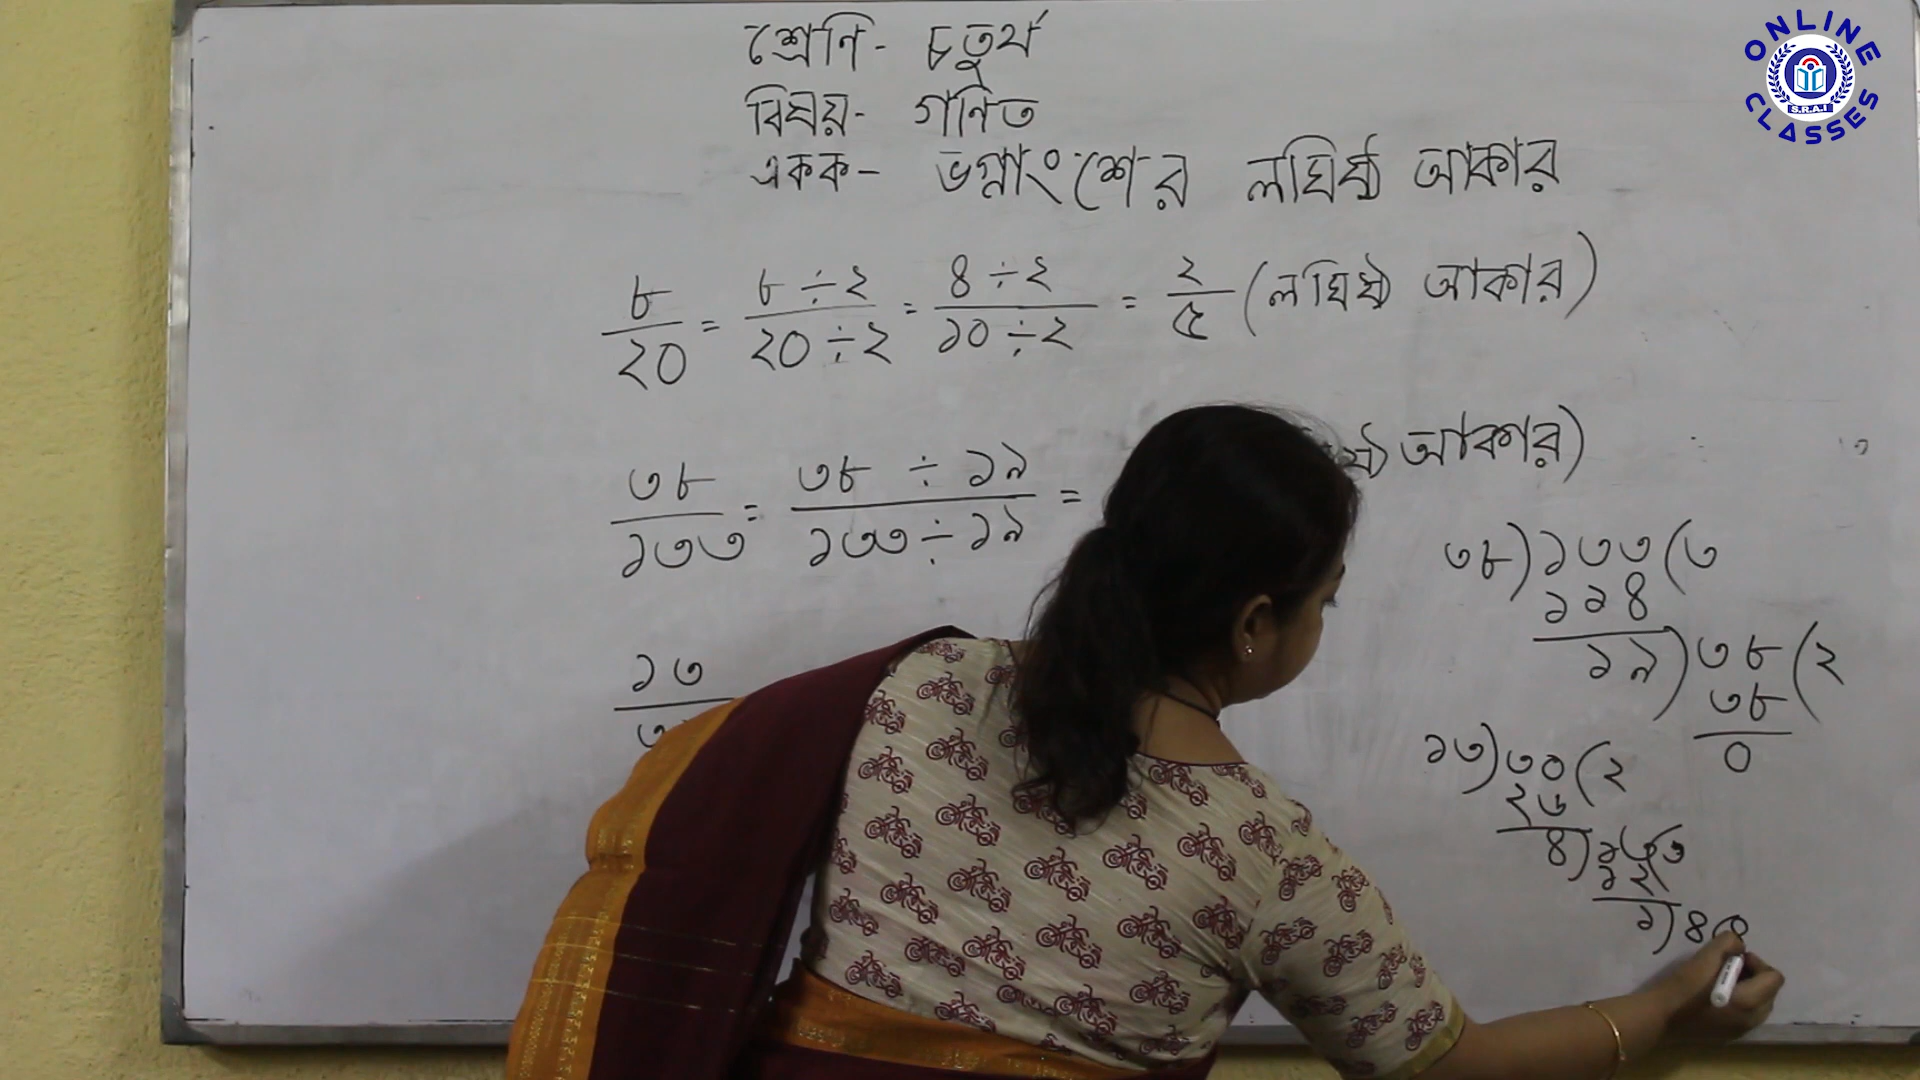 ONLINE CLASSES
S.R.A.I
শ্রেণি - চতুর্থ
বিষয় - গণিত
একক - ভগ্নাংশের লঘিষ্ঠ আকার
৮/২০ = ৮÷২/২০÷২ = ৪÷২/১০÷২ = ২/৫ (লঘিষ্ঠ আকার)
৩৮/১৩৩ = ৩৮÷১৯/১৩৩÷১৯ = আকার)
৩৮)১৩৩(৩
১১৪
১৯)৩৮(২
৩৮
০
১৩
১৩)৩০(২
২৬
৪)১৩(৩
১২
১)৪(৪